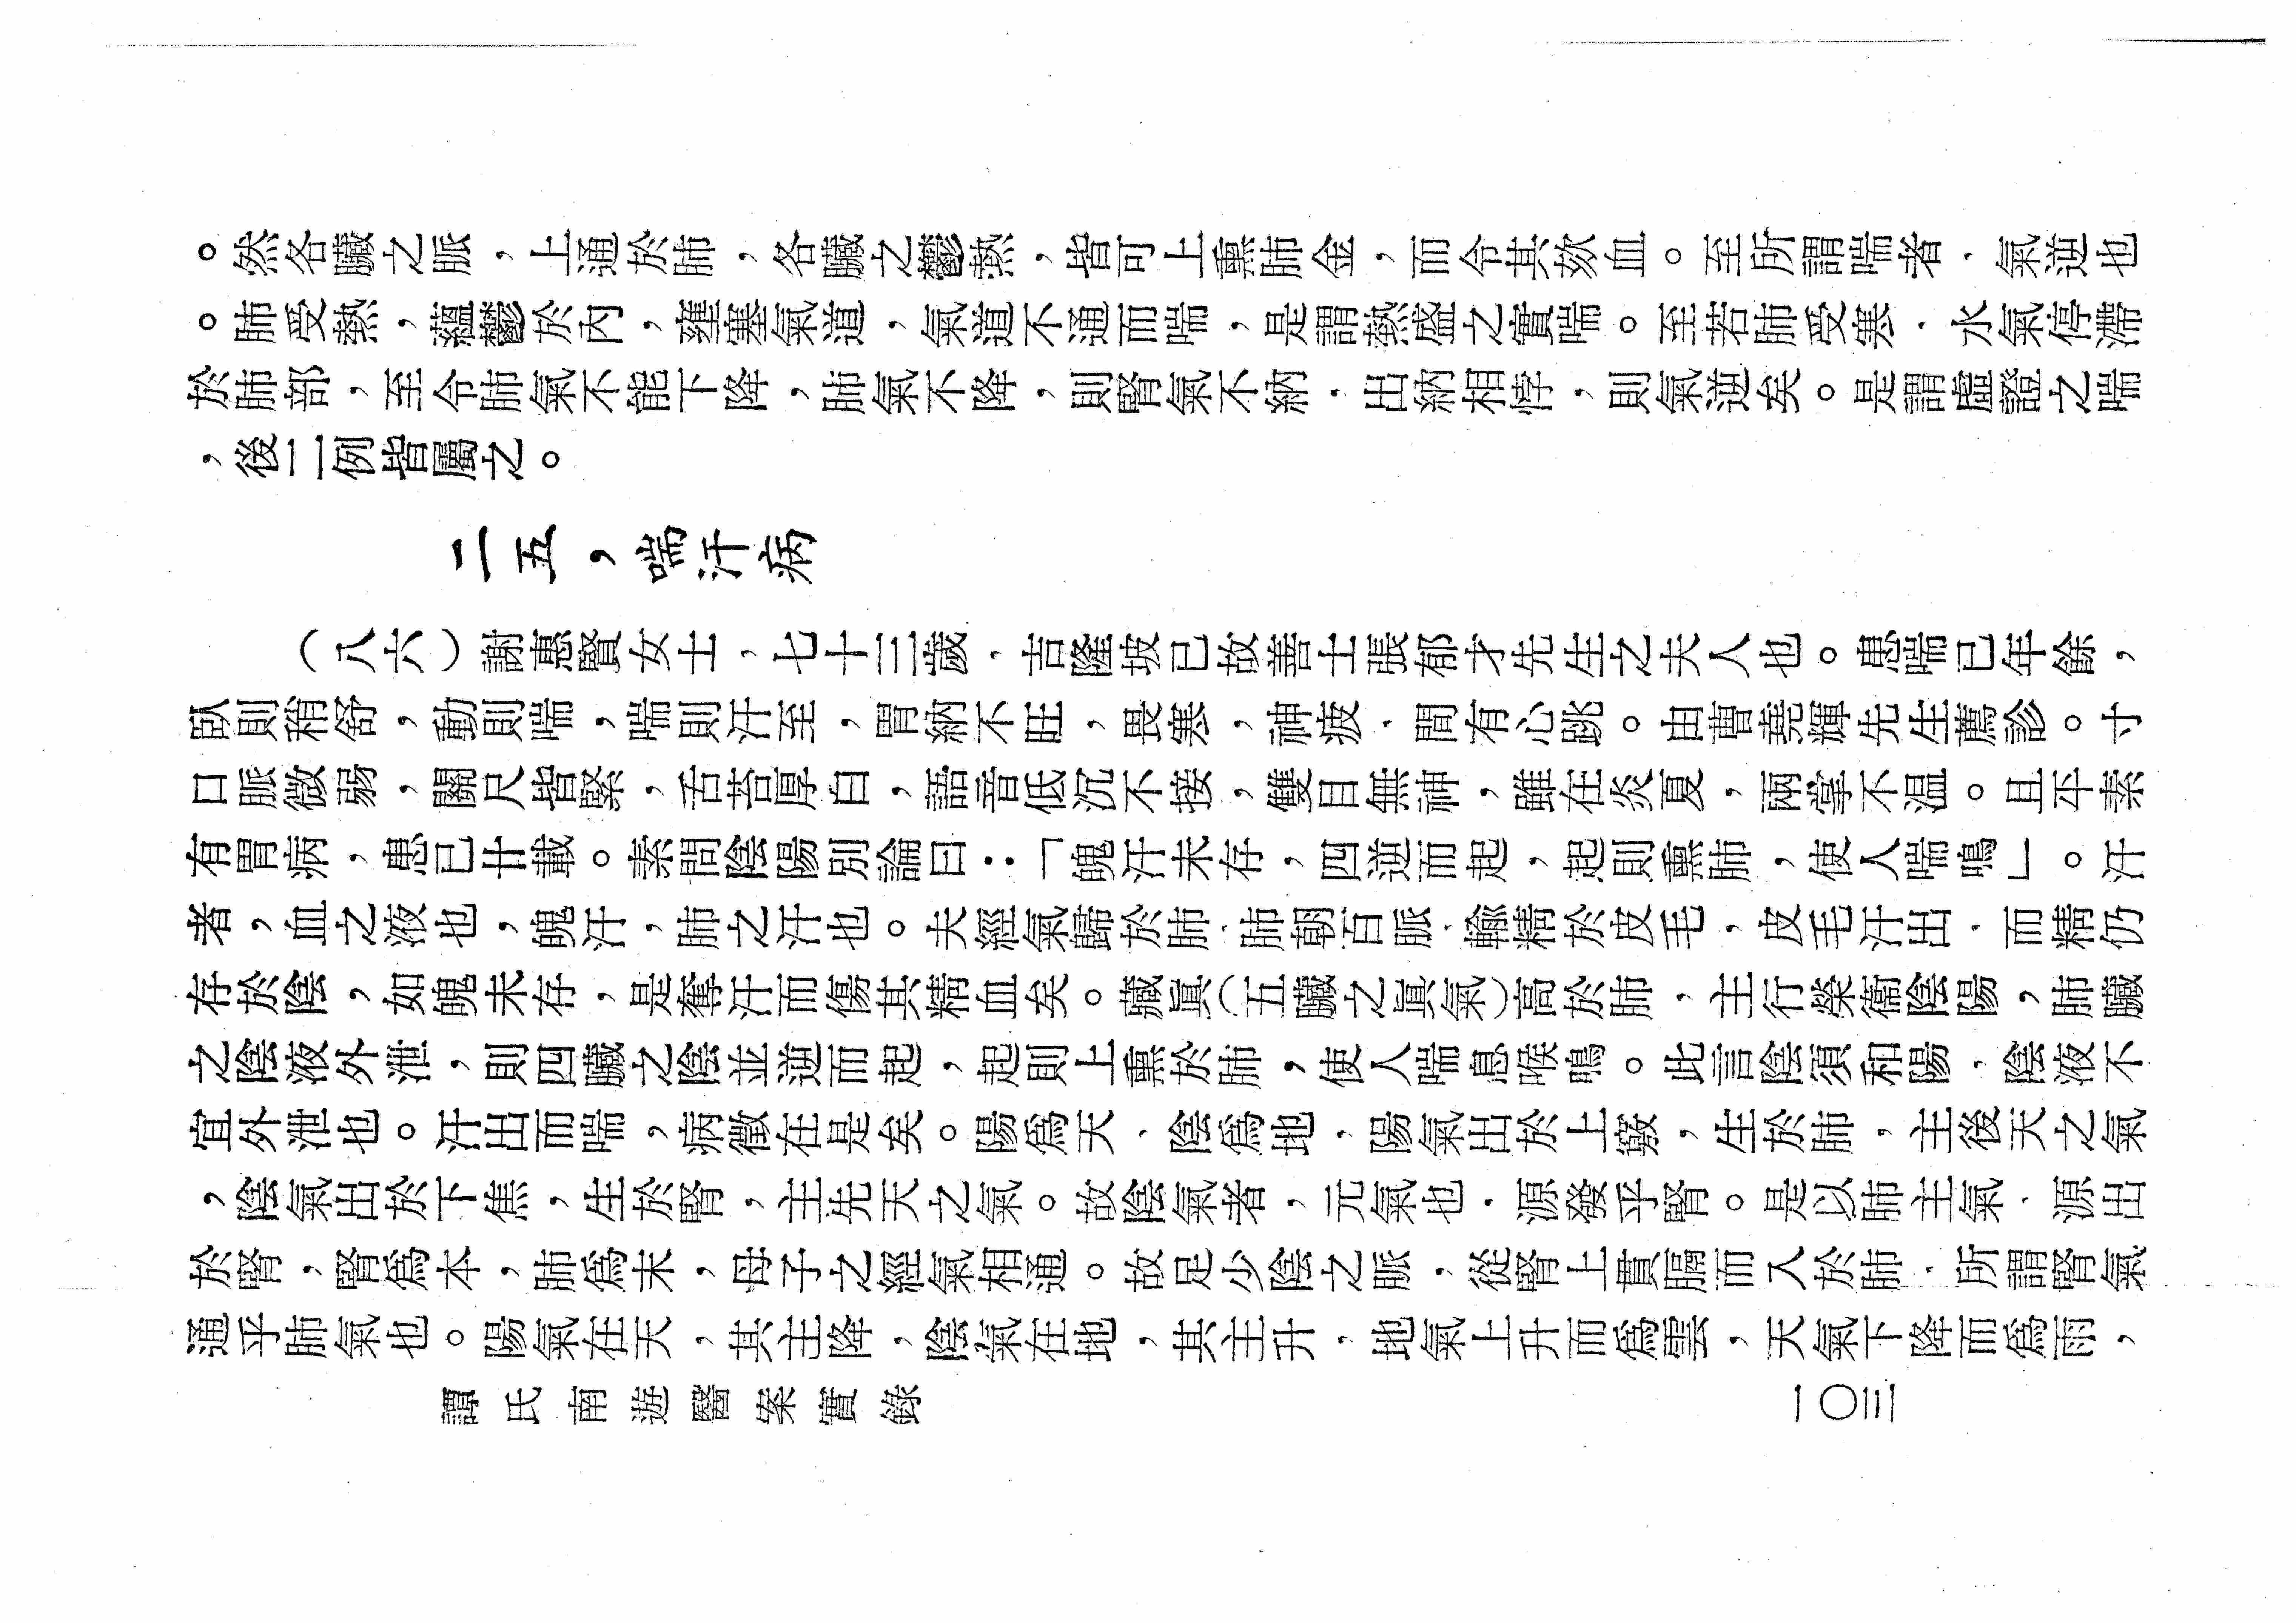 。然各臟之脈，上通於肺，各臟之鬱熱，皆可上熏肺金，而令其欬血。至所謂喘者，氣逆也
。肺受熱，蘊鬱於內，壅塞氣道，氣道不通而喘，是謂熱盛之實喘。至若肺受寒，水氣停滯
於肺部，至令肺氣不能下降，肺氣不降，則腎氣不納，出納相悖，則氣逆矣。是謂虛證之喘
，後二例皆屬之。
二五，喘汗病
（八六）謝惠賢女士，七十三歲，吉隆坡已故善士張郁才先生之夫人也。患喘已年餘，
臥則稍舒，動則喘，喘則汗至，胃納不旺，畏寒，神疲，間有心跳。由曹堯輝先生薦診。寸
口脈微弱，關尺皆緊，舌苔厚白，語音低沉不接，雙目無神，雖在炎夏，兩掌不温。且平素
有胃病，患已廿載。素問陰陽別論曰：「魄汗未存，四逆而起，起則熏肺，使人喘鳴」。汗
者，血之液也，魄汗，肺之汗也。夫經氣歸於肺，肺朝百脈，輸精於皮毛，皮毛汗出，而精仍
存於陰，如魄未存，是奪汗而傷其精血矣。藏眞（五臟之眞氣）高於肺，主行榮衞陰陽，肺臟
之陰液外泄，則四臟之陰並逆而起，起則上熏於肺，使人喘息喉鳴。此言陰須和陽，陰液不
宜外泄也。汗出而喘，病徵在是矣。陽爲天，陰爲地，陽氣出於上竅，生於肺，主後天之氣
，陰氣出於下焦，生於腎，主先天之氣。故陰氣者，元氣也，源發乎腎。是以肺主氣，源出
於腎，腎爲本，肺爲末，母子之經氣相通。故足少陰之脈，從腎上貫膈而入於肺，所謂腎氣
通乎肺氣也。陽氣在天，其主降，陰氣在地，其主升，地氣上升而爲雲，天氣下降而爲雨，
譚氏南遊醫案實錄
一〇三